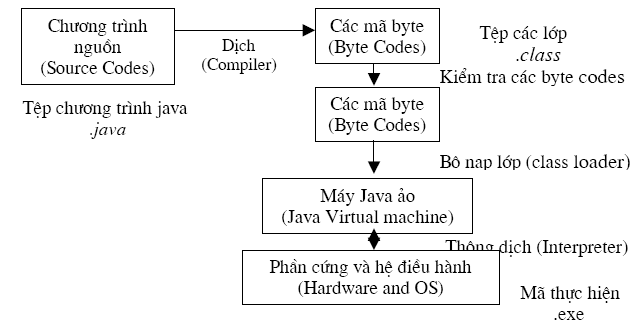 Chương trình
nguồn
(Source Codes)
Dịch
(Compiler)
Các mã byte
(Byte Codes)
Tệp các lớp
.class
Kiểm tra các byte codes
Tệp chương trình java
.java
Các mã byte
(Byte Codes)
Bộ nạp lớp (class loader)
Máy Java ảo
(Java Virtual machine)
Thông dịch (Interpreter)
Phần cứng và hệ điều hành
(Hardware and OS)
Mã thực hiện
.exe